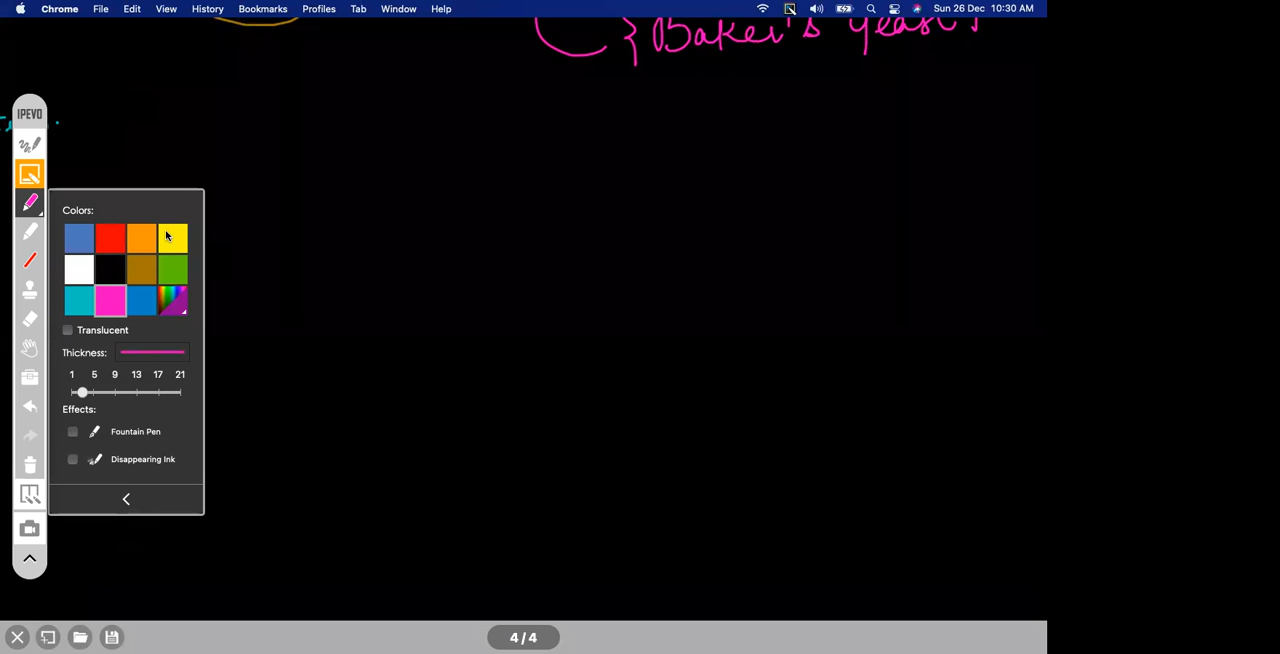 Chrome File Edit View History Bookmarks Profiles Tab Window Help Sun 26 Dec 10:30 AM
{ Baker's yeast }
IPEVO
Colors:
Translucent
Thickness:
1 5 9 13 17 21
Effects:
Fountain Pen
Disappearing Ink
4/4